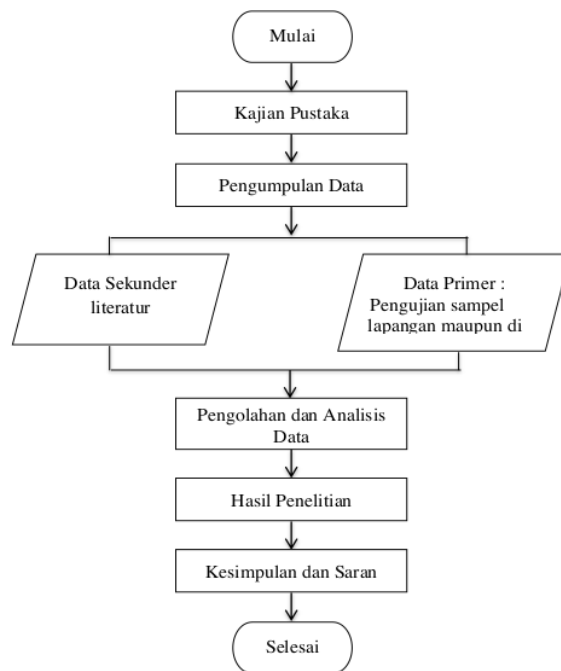 Mulai
Kajian Pustaka
Pengumpulan Data
Data Sekunder
literatur
Data Primer :
Pengujian sampel
lapangan maupun di
Pengolahan dan Analisis
Data
Hasil Penelitian
Kesimpulan dan Saran
Selesai